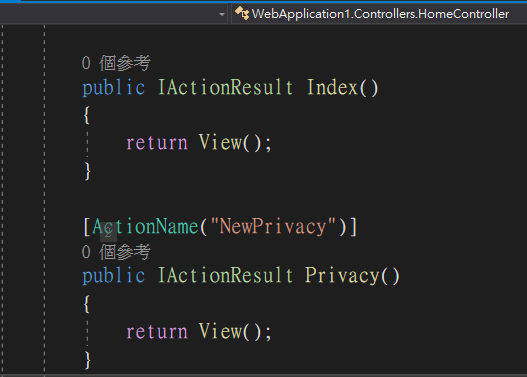 WebApplication1.Controllers.HomeController
0 個參考
public IActionResult Index()
{
return View();
}
[ActionName("NewPrivacy")]
0 個參考
public IActionResult Privacy()
{
return View();
}